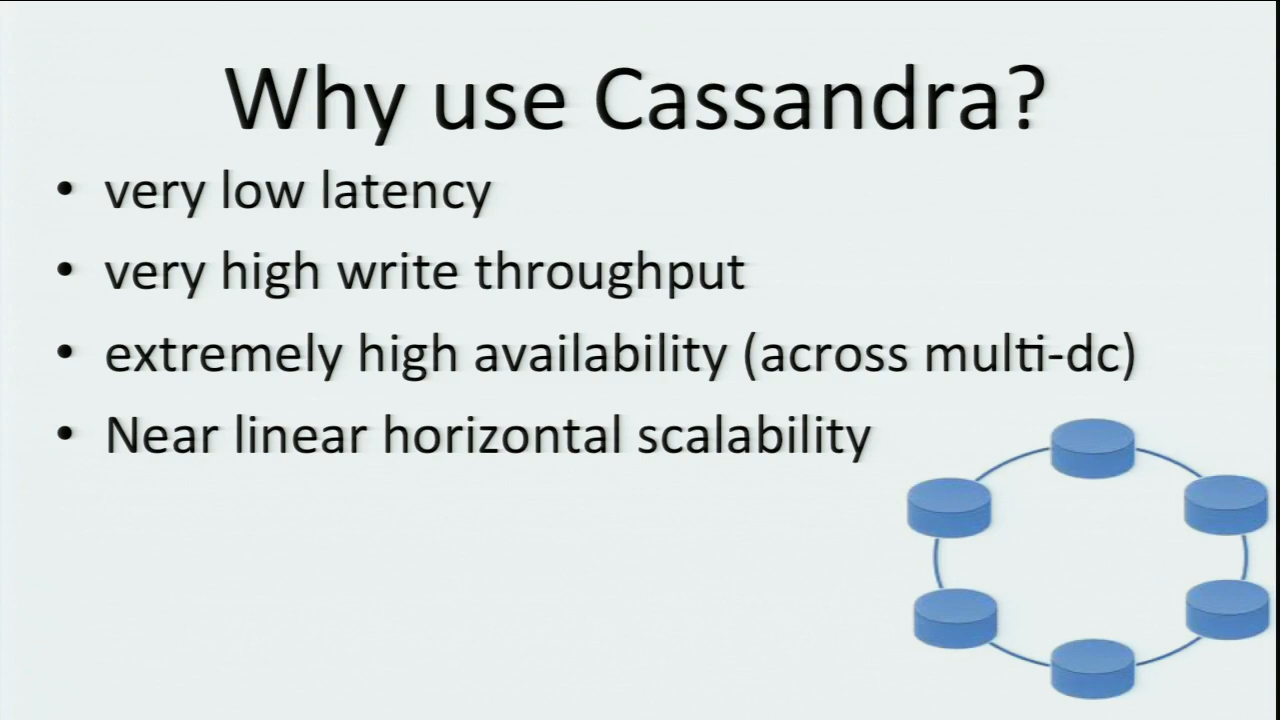 Why use Cassandra?
• very low latency
• very high write throughput
• extremely high availability (across multi-dc)
• Near linear horizontal scalability